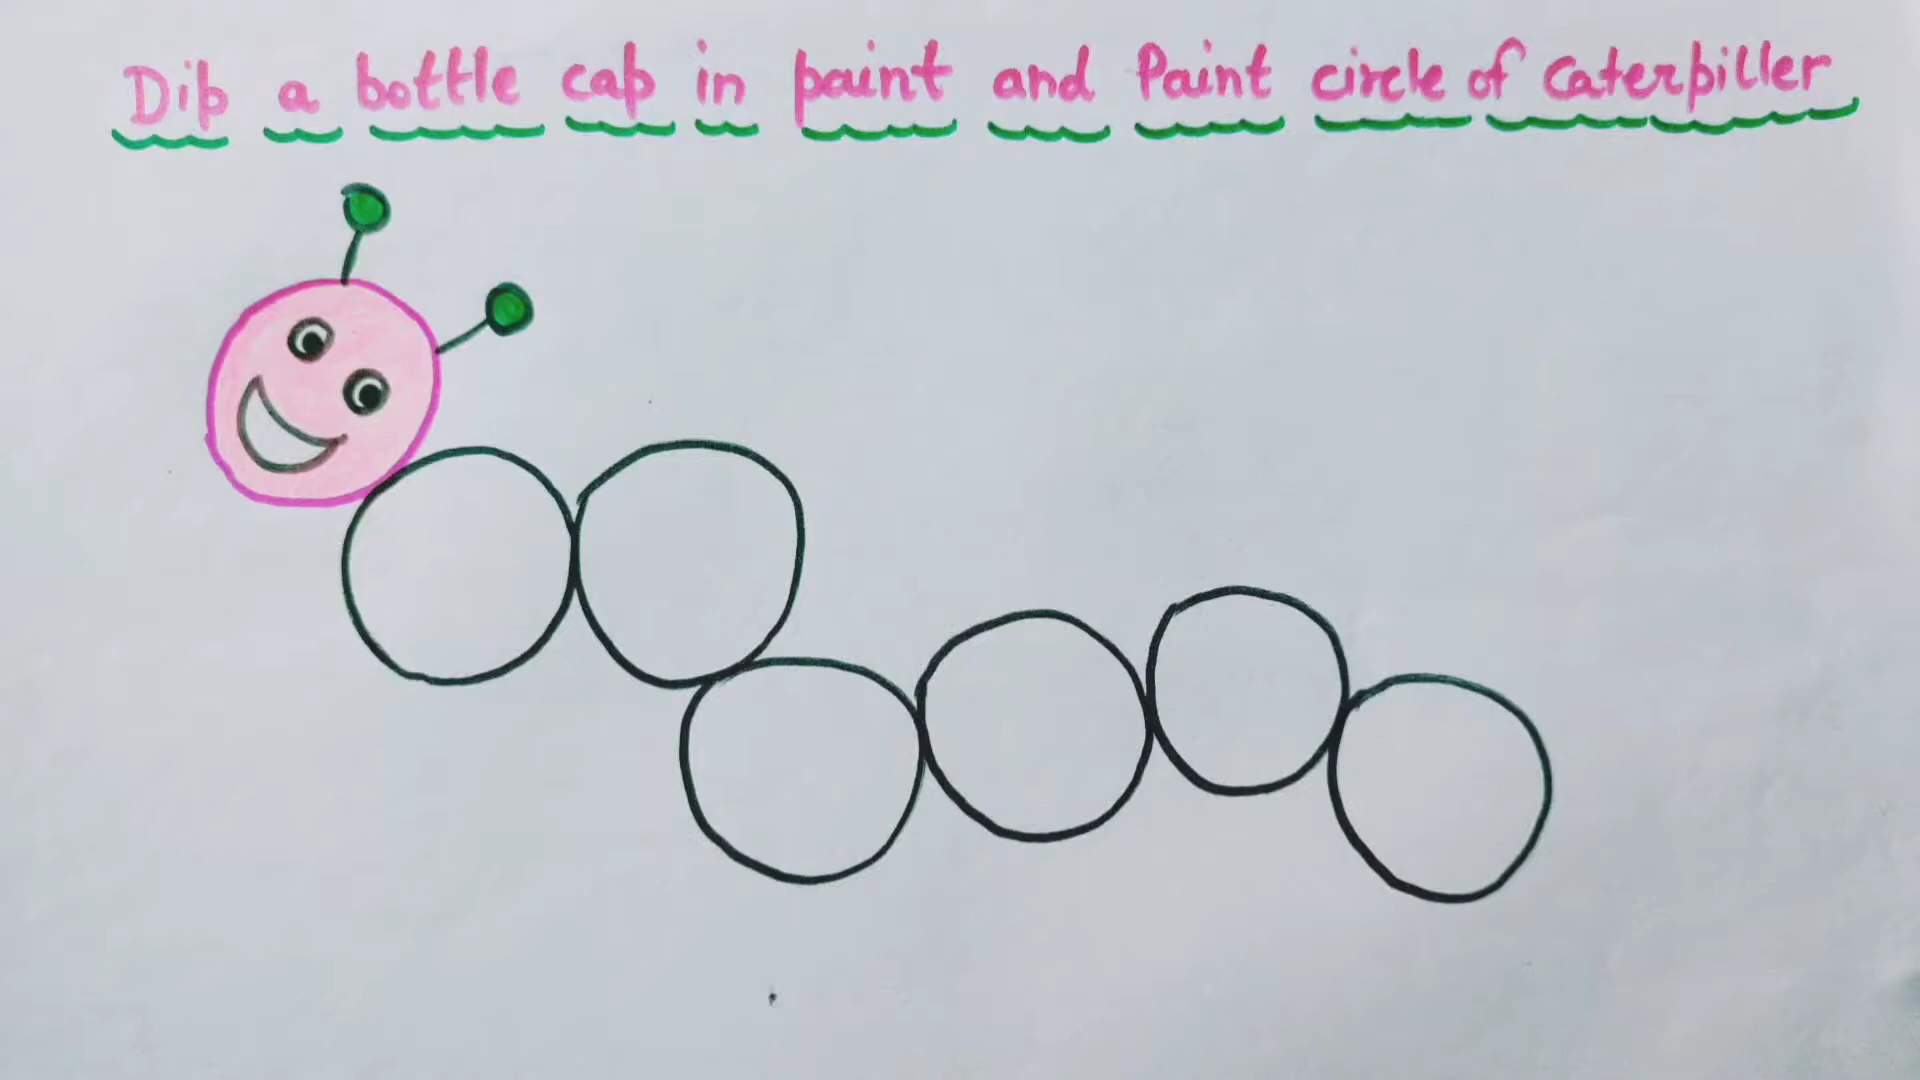 Dip a bottle cap in paint and Paint circle of Caterpiller